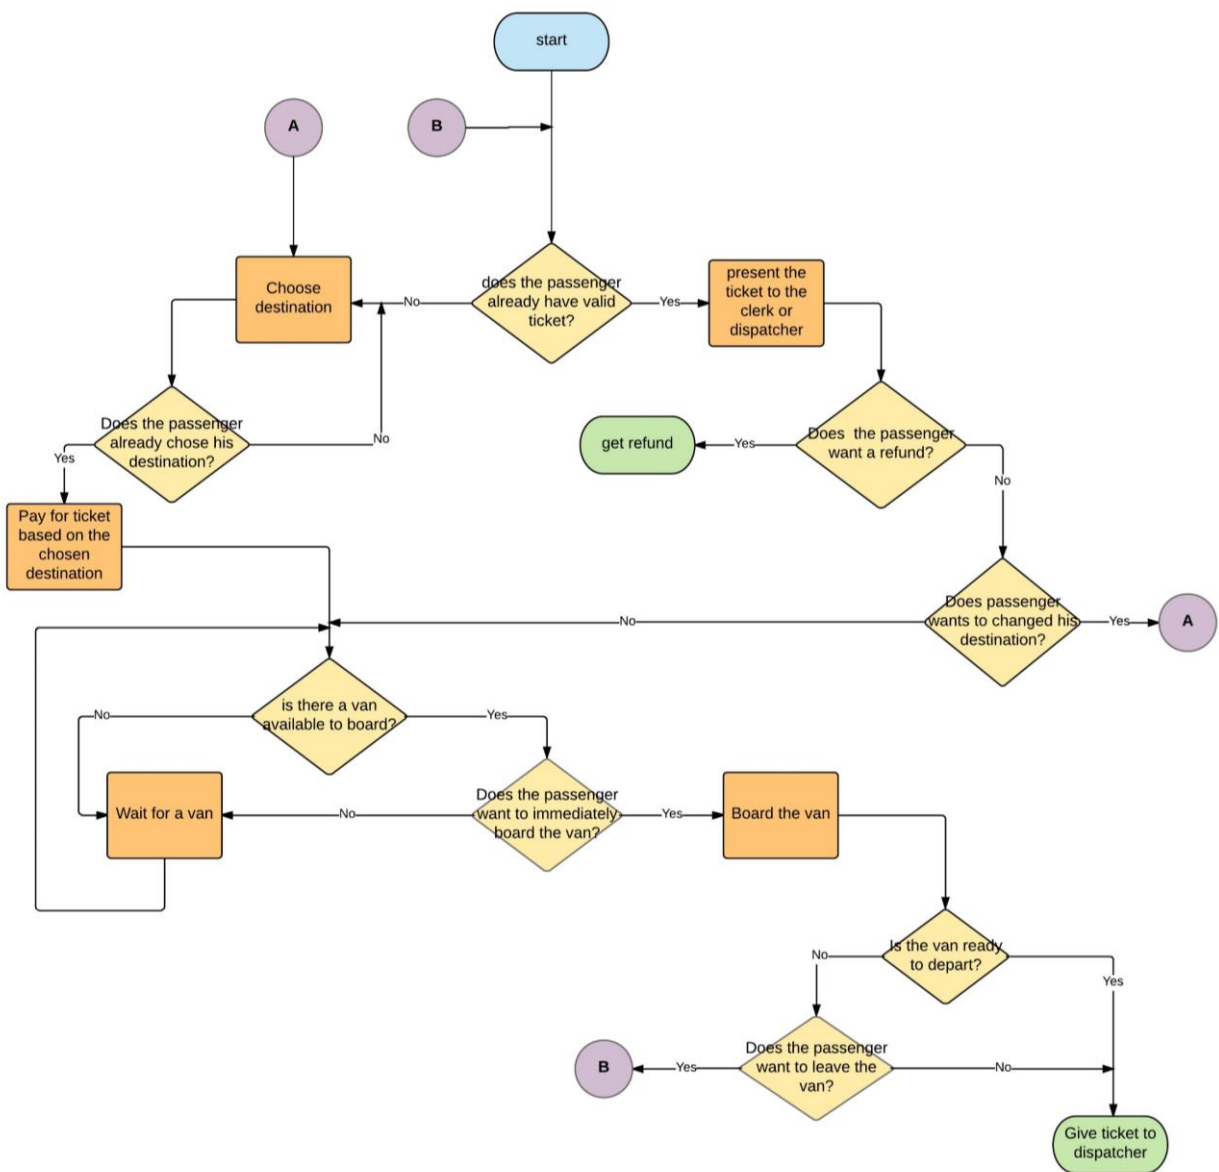 start
A
B
Choose
destination
No
does the passenger
already have valid
ticket?
Yes
present the
ticket to the
clerk or
dispatcher
Does the passenger
already chose his
destination?
No
Yes
get refund
Yes
Does  the passenger
want a refund?
No
Pay for ticket
based on the
chosen
destination
No
Does passenger
wants to changed his
destination?
Yes
A
No
is there a van
available to board?
Yes
Wait for a van
No
Does the passenger
want to immediately
board the van?
Yes
Board the van
No
Is the van ready
to depart?
Yes
B
Yes
Does the passenger
want to leave the
van?
No
Give ticket to
dispatcher